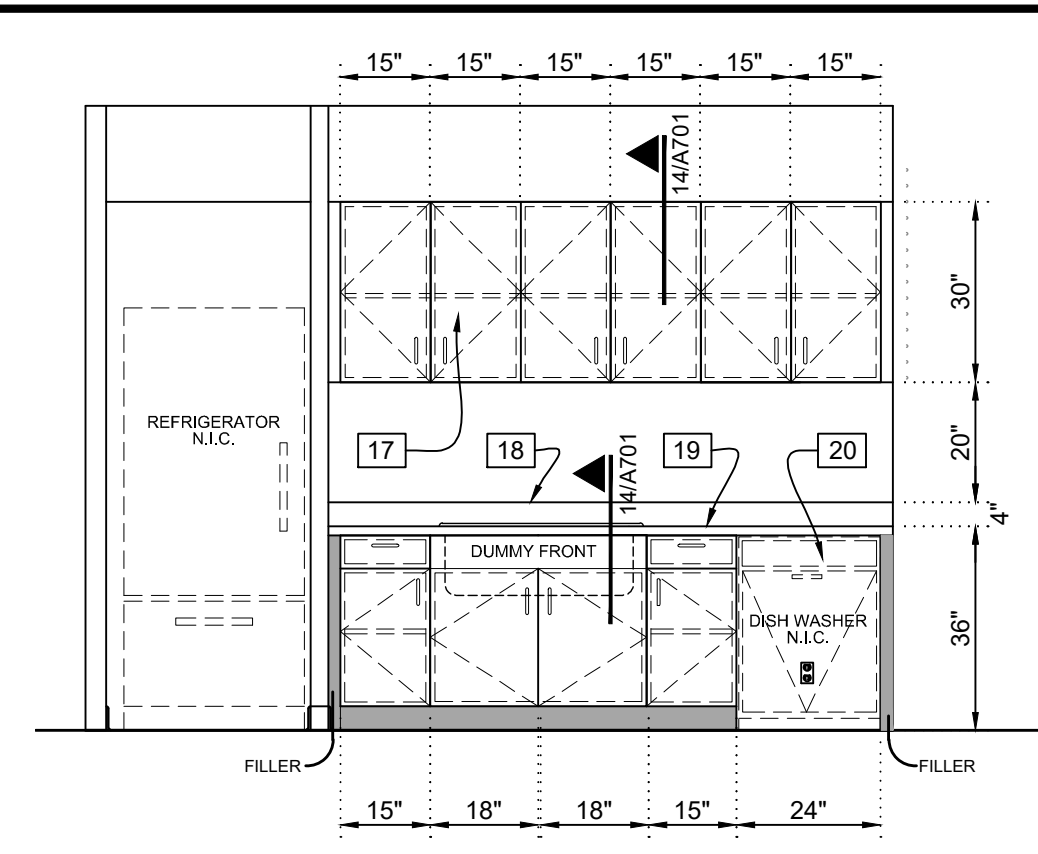 15" 15" 15" 15" 15" 15"
14/A701
30"
REFRIGERATOR
N.I.C.
17
18
14/A701
19
20
20"
4"
DUMMY FRONT
DISH WASHER
N.I.C.
36"
FILLER
FILLER
15" 18" 18" 15" 24"